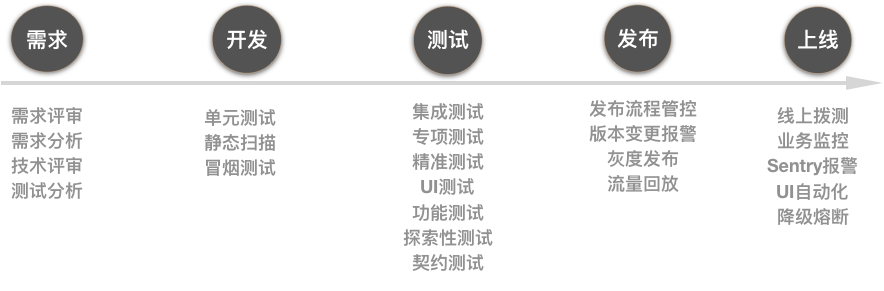 需求
开发
测试
发布
上线
需求评审
需求分析
技术评审
测试分析
单元测试
静态扫描
冒烟测试
集成测试
专项测试
精准测试
UI测试
功能测试
探索性测试
契约测试
发布流程管控
版本变更报警
灰度发布
流量回放
线上拨测
业务监控
Sentry报警
UI自动化
降级熔断